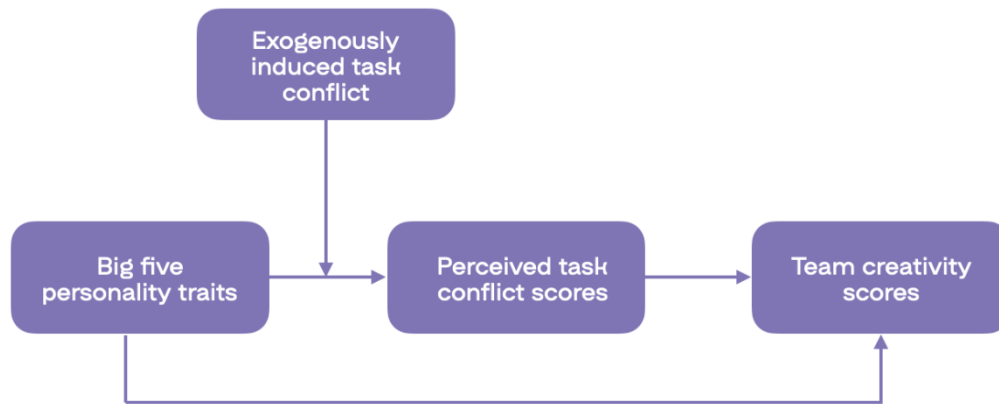 Exogenously
induced task
conflict
Big five
personality traits
Perceived task
conflict scores
Team creativity
scores